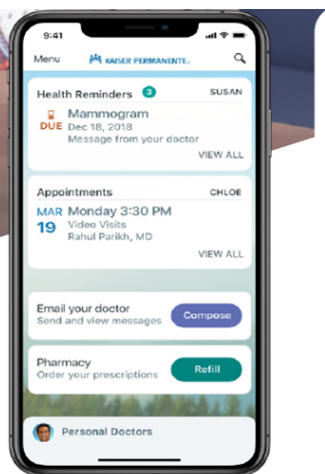 9:41
Menu KAISER PERMANENTE®
Health Reminders 3 SUSAN
Mammogram
DUE Dec 18, 2018
Message from your doctor
VIEW ALL
Appointments CHLOE
MAR Monday 3:30 PM
19 Video Visits
Rahul Parikh, MD
VIEW ALL
Email your doctor
Send and view messages
Compose
Pharmacy
Order your prescriptions
Refill
Personal Doctors